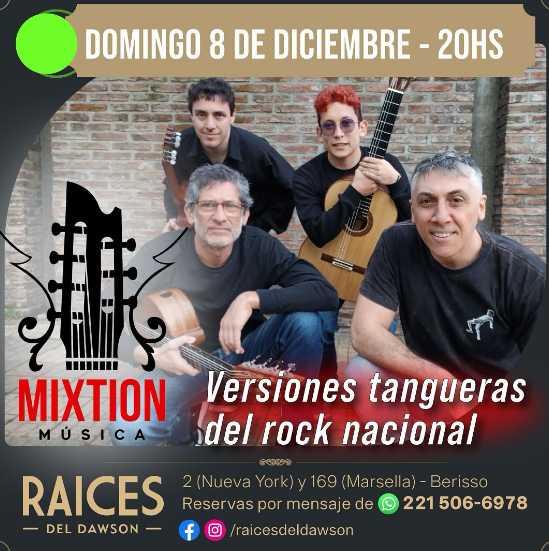 DOMINGO 8 DE DICIEMBRE - 20HS
MIXTION
MÚSICA
Versiones tangueras
del rock nacional
RAICES
DEL DAWSON
2 (Nueva York) y 169 (Marsella) - Berisso
Reservas por mensaje de 221 506-6978
/raicesdeldawson